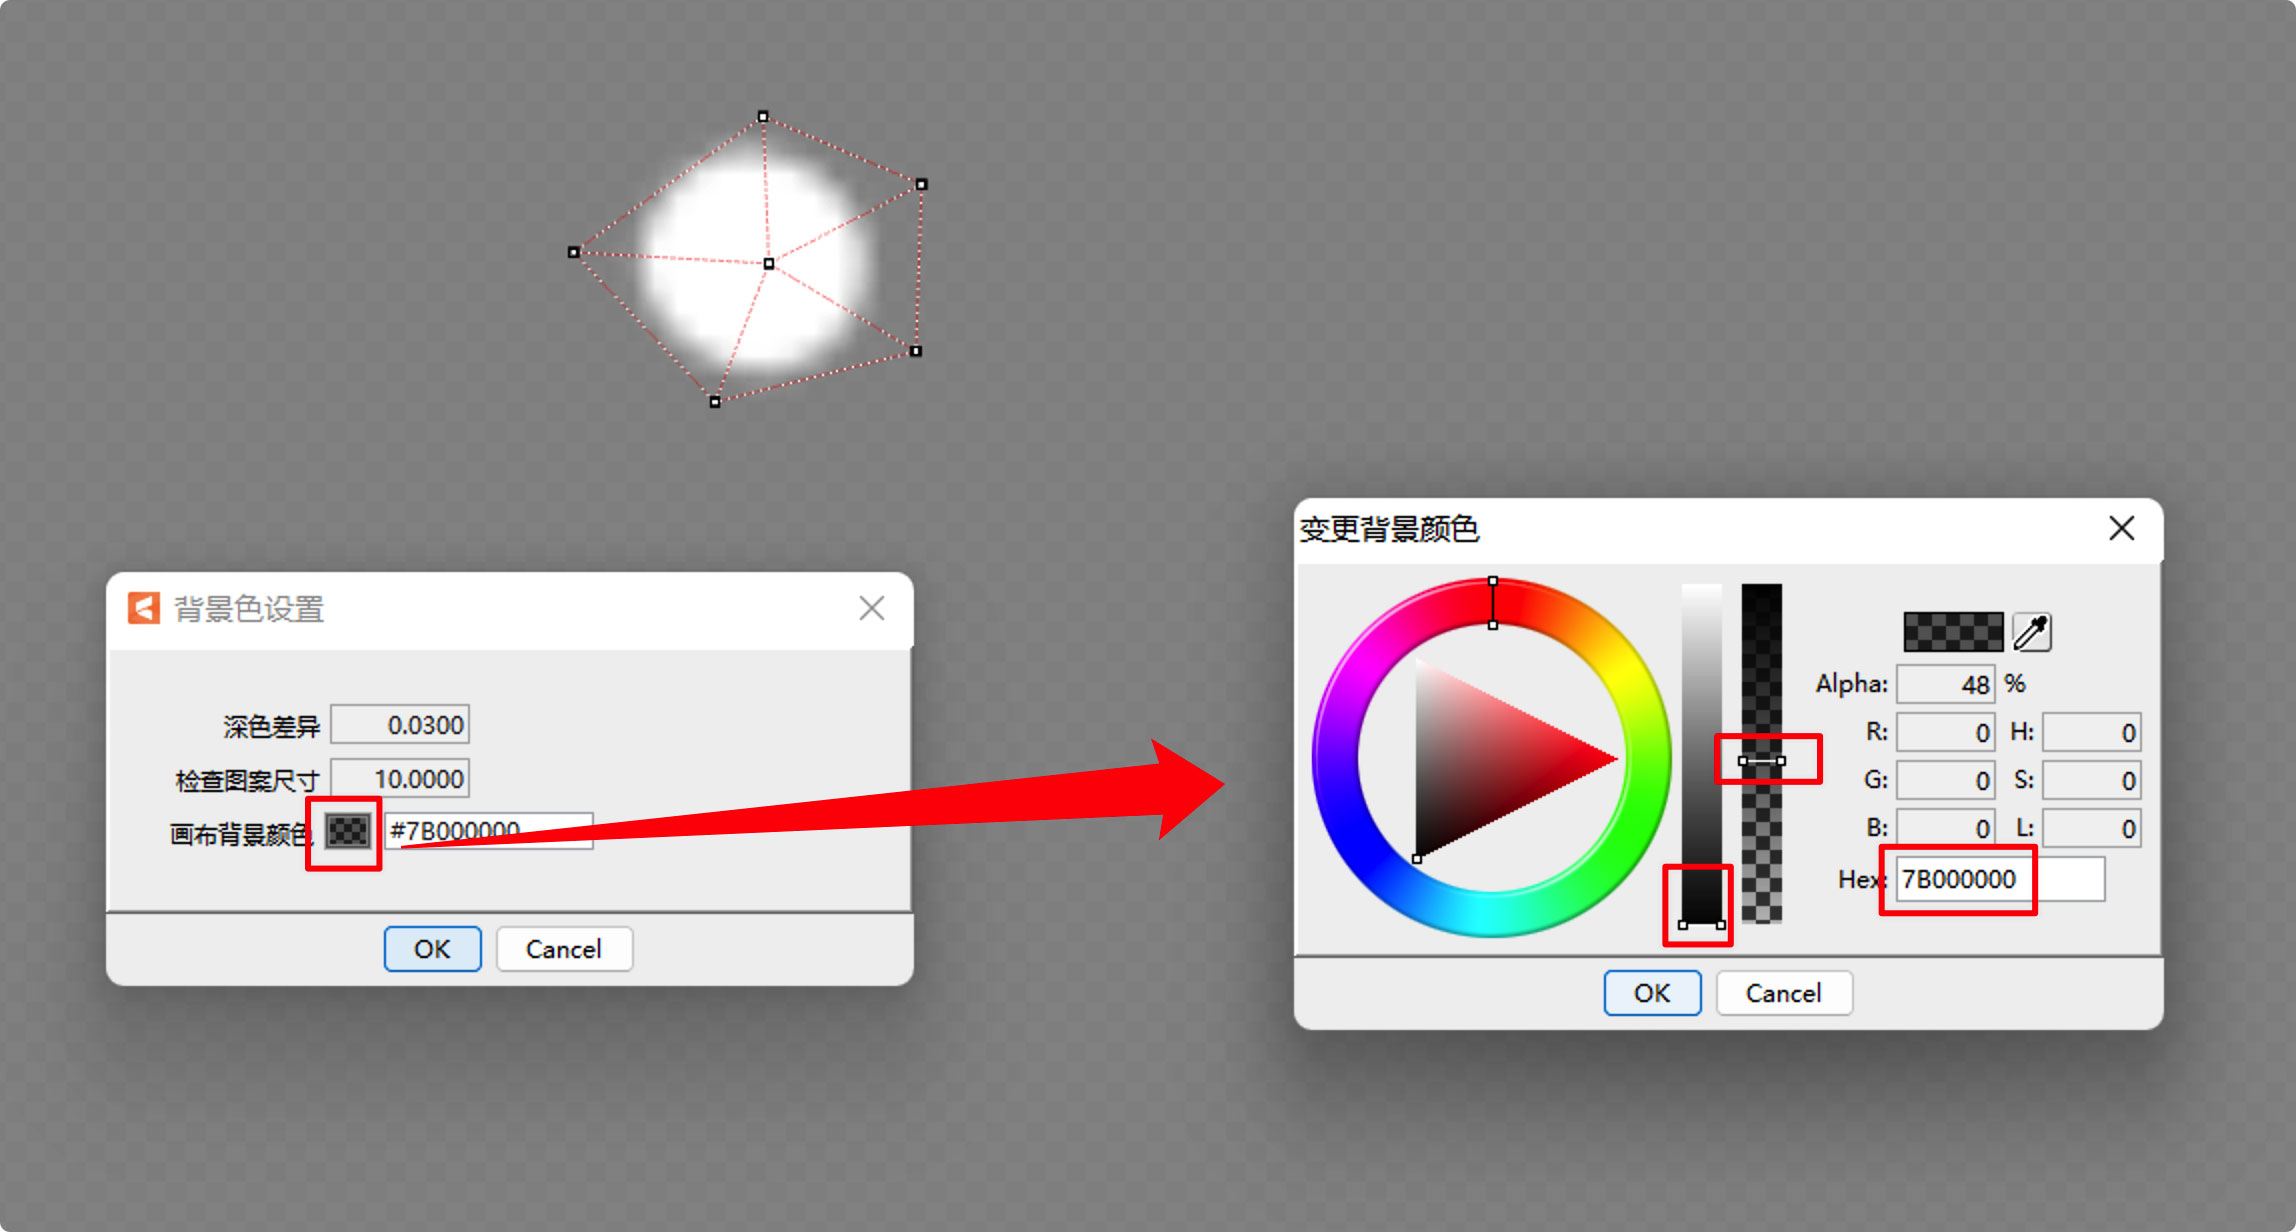 背景色设置
深色差异 0.0300
检查图案尺寸 10.0000
画布背景颜色 #7B000000
OK Cancel
变更背景颜色
Alpha: 48 %
R: 0 H: 0
G: 0 S: 0
B: 0 L: 0
Hex: 7B000000
OK Cancel